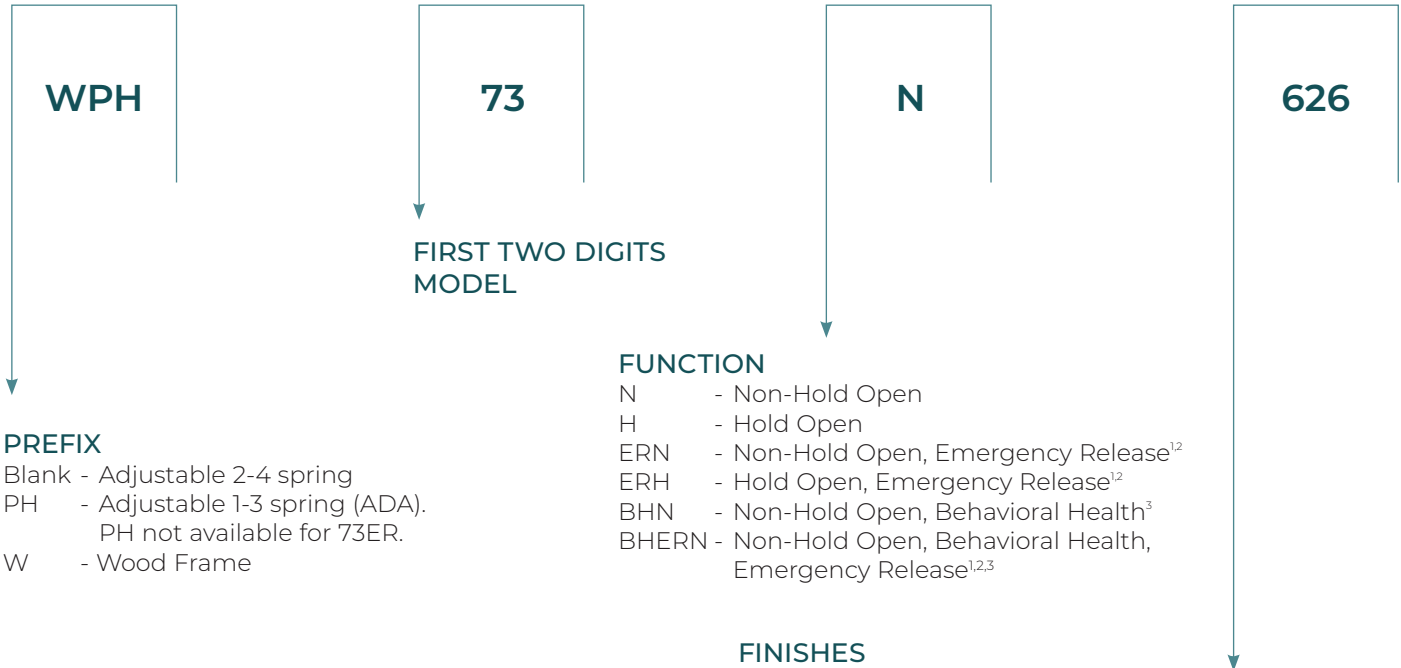 WPH 73 N 626
FIRST TWO DIGITS
MODEL
FUNCTION
N - Non-Hold Open
H - Hold Open
ERN - Non-Hold Open, Emergency Release1,2
ERH - Hold Open, Emergency Release1,2
BHN - Non-Hold Open, Behavioral Health3
BHERN - Non-Hold Open, Behavioral Health,
Emergency Release1,2,3
PREFIX
Blank - Adjustable 2-4 spring
PH - Adjustable 1-3 spring (ADA).
PH not available for 73ER.
W - Wood Frame
FINISHES